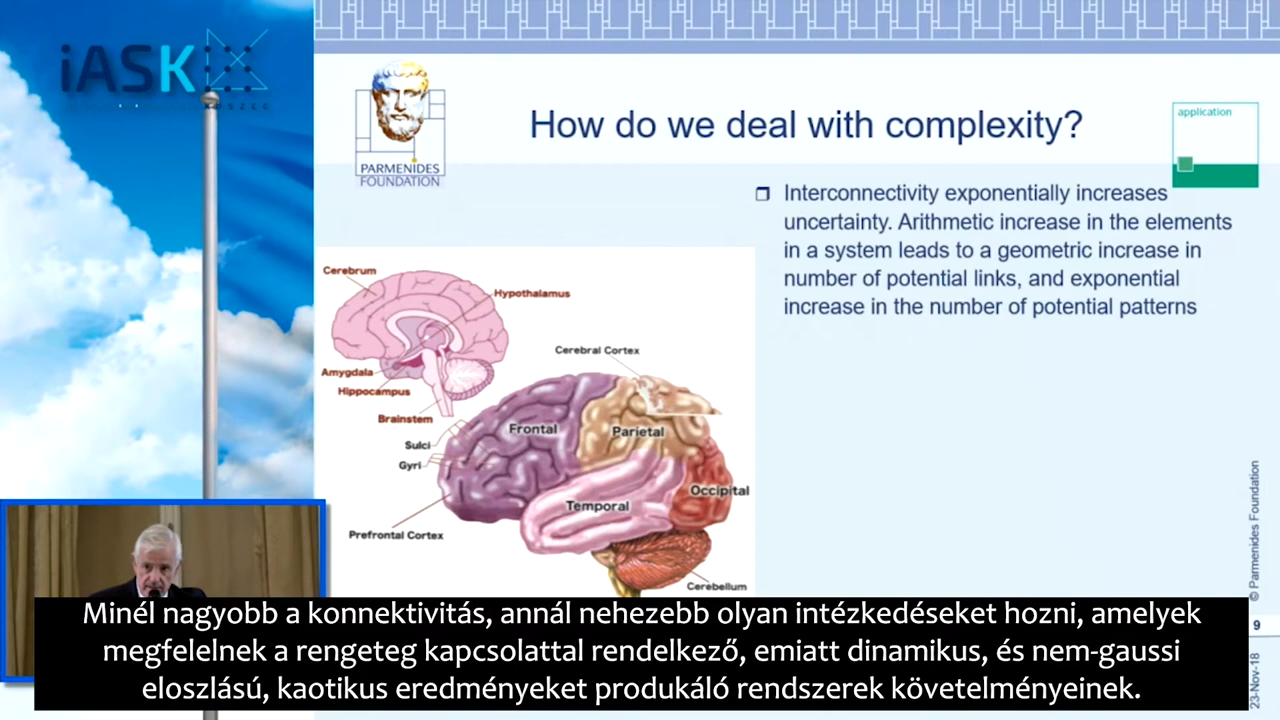 iASK
KŐSZEG
PARMENIDES
FOUNDATION
How do we deal with complexity?
application
❒ Interconnectivity exponentially increases
uncertainty. Arithmetic increase in the elements
in a system leads to a geometric increase in
number of potential links, and exponential
increase in the number of potential patterns
Cerebrum
Hypothalamus
Amygdala
Hippocampus
Brainstem
Cerebral Cortex
Sulci
Gyri
Frontal
Parietal
Temporal
Occipital
Prefrontal Cortex
Cerebellum
© Parmenides Foundation
9
23-Nov-18
Minél nagyobb a konnektivitás, annál nehezebb olyan intézkedéseket hozni, amelyek
megfelelnek a rengeteg kapcsolattal rendelkező, emiatt dinamikus, és nem-gaussi
eloszlású, kaotikus eredményeket produkáló rendszerek követelményeinek.